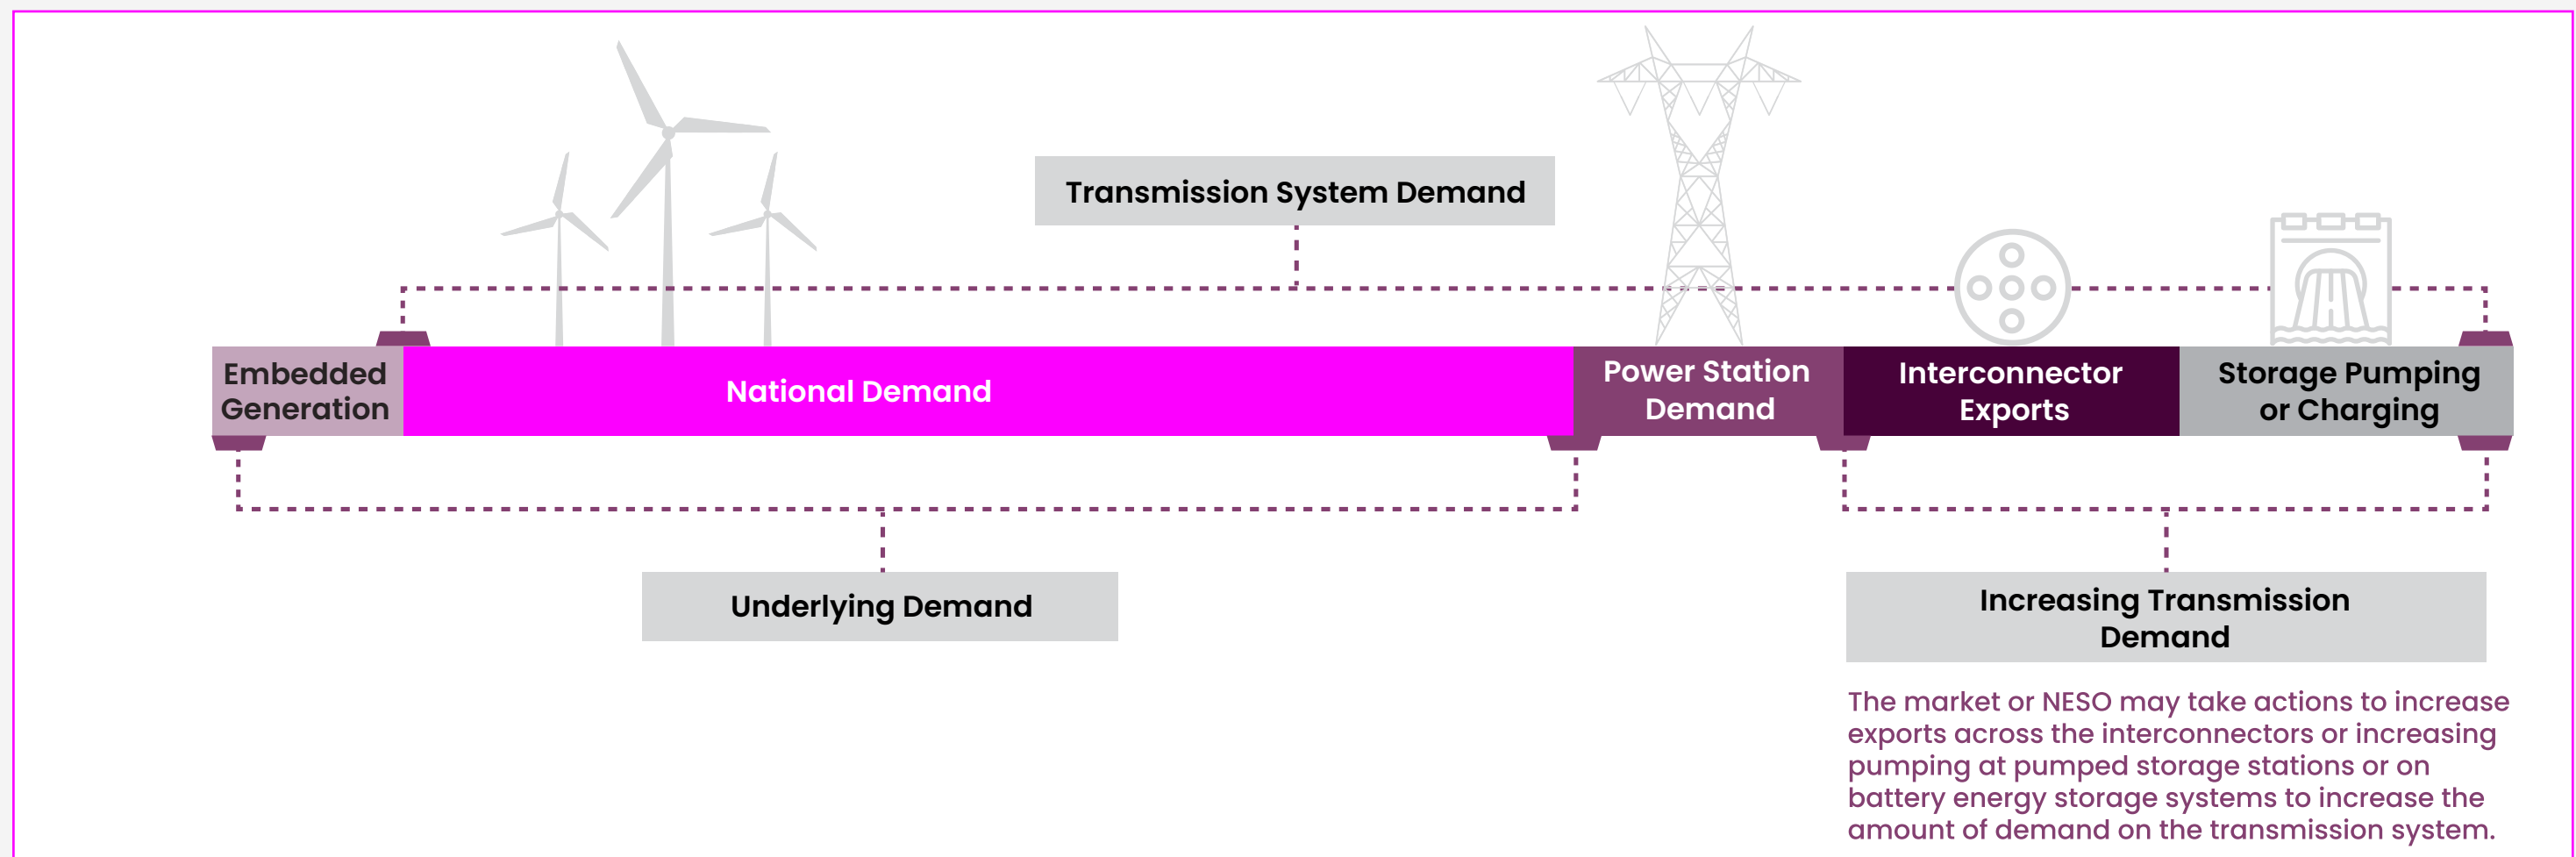 Transmission System Demand
Embedded
Generation
National Demand
Power Station
Demand
Interconnector
Exports
Storage Pumping
or Charging
Underlying Demand
Increasing Transmission
Demand
The market or NESO may take actions to increase
exports across the interconnectors or increasing
pumping at pumped storage stations or on
battery energy storage systems to increase the
amount of demand on the transmission system.